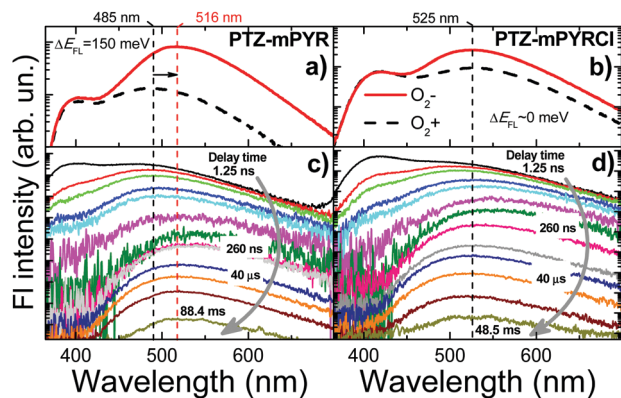 485 nm
516 nm
525 nm
ΔE_FL=150 meV
PTZ-mPYR
a)
PTZ-mPYRCl
b)
O₂-
O₂+
ΔE_FL~0 meV
Fl intensity (arb. un.)
c)
Delay time
1.25 ns
260 ns
40 μs
88.4 ms
d)
Delay time
1.25 ns
260 ns
40 μs
48.5 ms
400 500 600
400 500 600
Wavelength (nm)
Wavelength (nm)